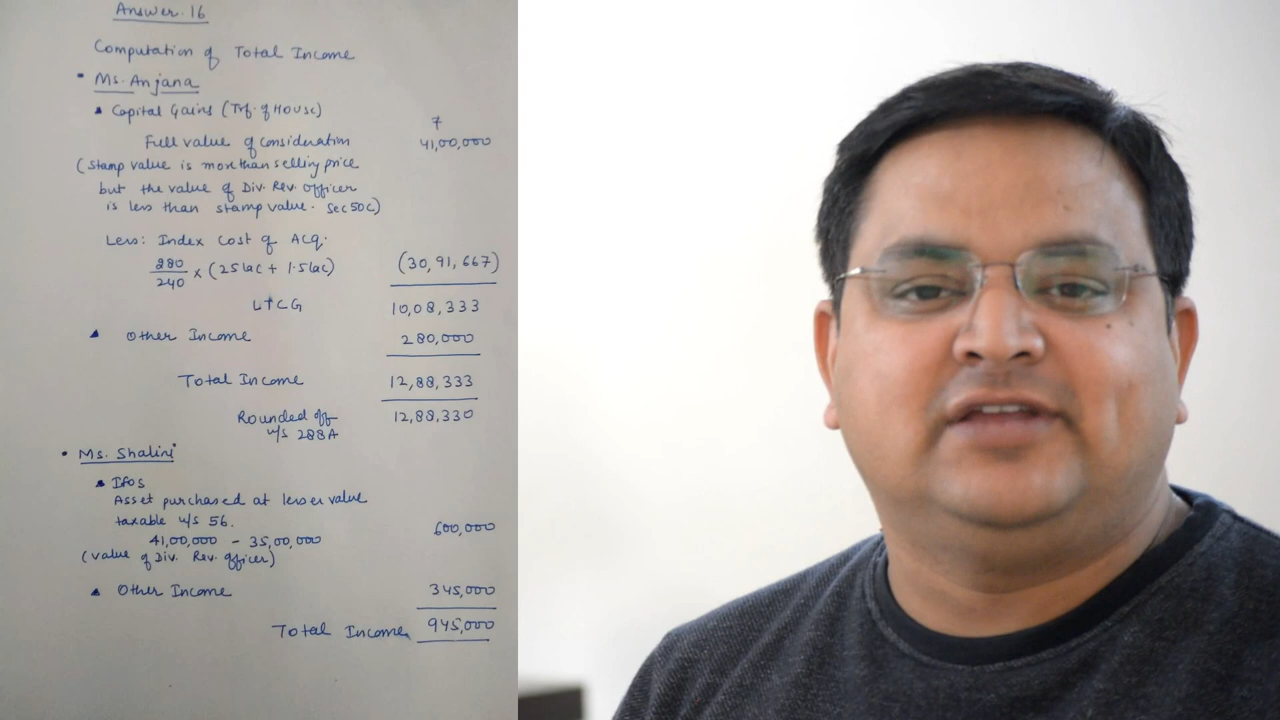 Answer.16
Computation of Total Income
• Ms. Anjana
▲ Capital Gains (Trf. of House)
₹
Full value of consideration 41,00,000
(Stamp value is more than selling price
but the value of Div. Rev. officer
is less than stamp value. Sec 50C)
Less: Index Cost of Acq.
280/240 × (25 lac + 1.5 lac) (30,91,667)
LTCG 10,08,333
▲ Other Income 280,000
Total Income 12,88,333
Rounded off 12,88,330
u/s 288A
• Ms. Shalini
▲ IFOS
Asset purchased at lesser value
taxable u/s 56. 600,000
41,00,000 - 35,00,000
(value of Div. Rev. officer)
▲ Other Income 345,000
Total Income 945,000